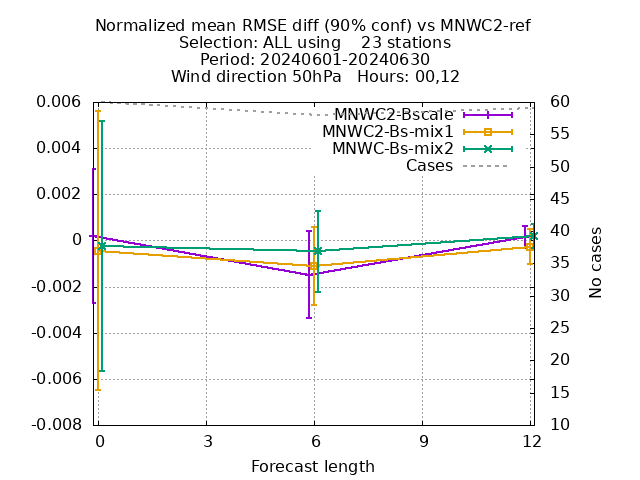 Normalized mean RMSE diff (90% conf) vs MNWC2-ref
Selection: ALL using    23 stations
Period: 20240601-20240630
Wind direction 50hPa   Hours: 00,12
0.006
0.004
0.002
0
-0.002
-0.004
-0.006
-0.008
60
55
50
45
40
35
30
25
20
15
10
MNWC2-Bscale
MNWC2-Bs-mix1
MNWC-Bs-mix2
Cases
No cases
0
3
6
9
12
Forecast length